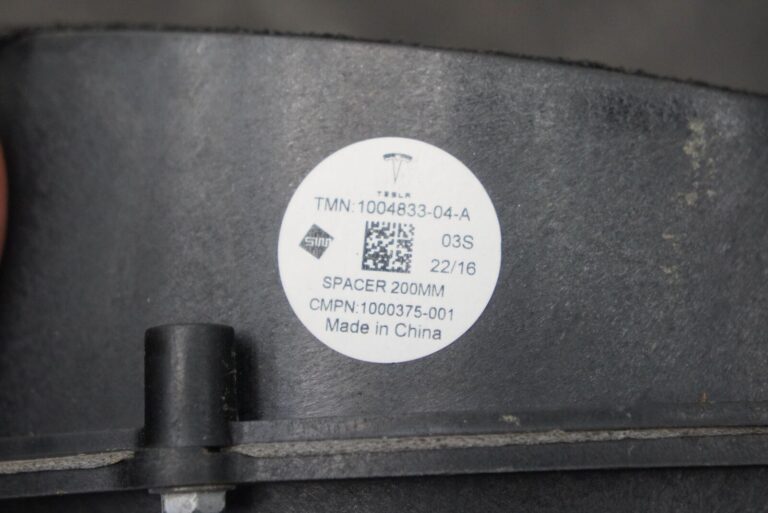 TESLA
TMN:1004833-04-A
03S
22/16
SPACER 200MM
CMPN:1000375-001
Made in China